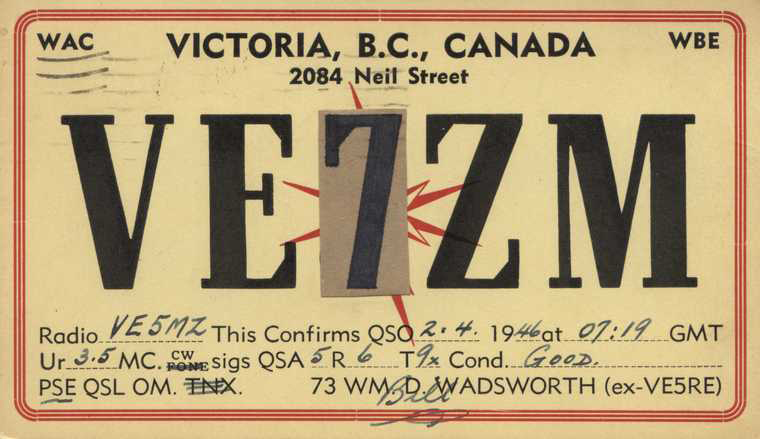 WAC VICTORIA, B.C., CANADA WBE
2084 Neil Street
VE7ZM
Radio VE5MZ This Confirms QSO 2.4. 1946 at 07:19 GMT
Ur 3.5 MC. CW FONE sigs QSA 5 R 6 T9x Cond. Good.
PSE QSL OM. TNX. 73 WM. D. WADSWORTH (ex-VE5RE)
Bill